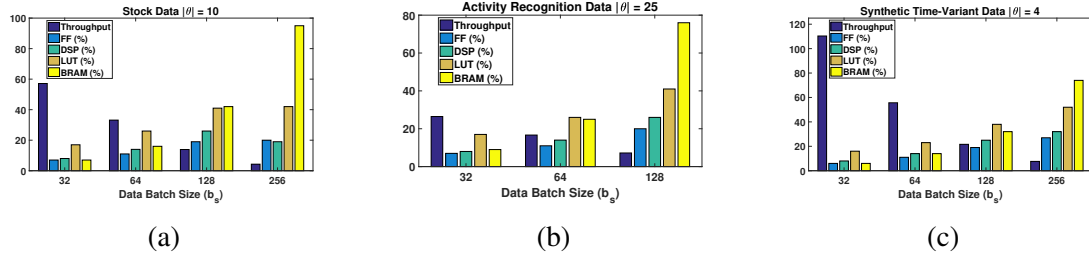 Stock Data |θ| = 10
Throughput
FF (%)
DSP (%)
LUT (%)
BRAM (%)
100
80
60
40
20
0
32 64 128 256
Data Batch Size (b_s)
(a)
Activity Recognition Data |θ| = 25
Throughput
FF (%)
DSP (%)
LUT (%)
BRAM (%)
80
60
40
20
0
32 64 128
Data Batch Size (b_s)
(b)
Synthetic Time-Variant Data |θ| = 4
Throughput
FF (%)
DSP (%)
LUT (%)
BRAM (%)
120
100
80
60
40
20
0
32 64 128 256
Data Batch Size (b_s)
(c)